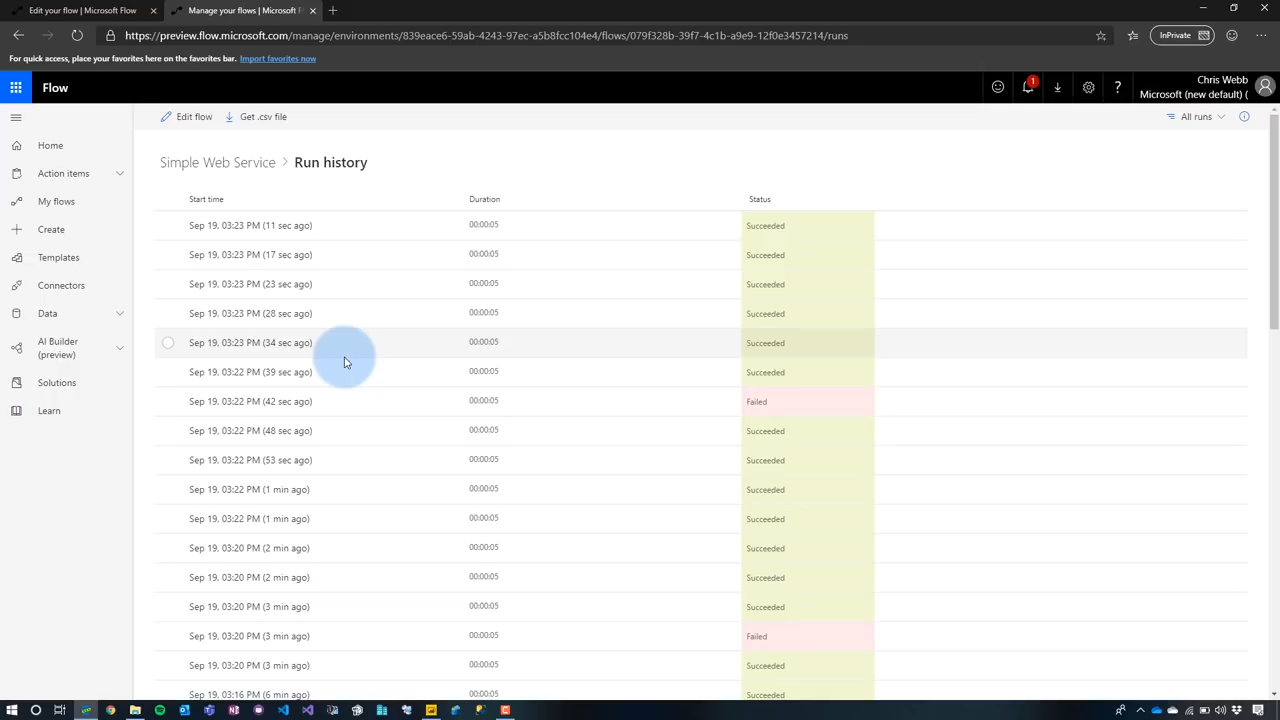 Edit your flow | Microsoft Flow
Manage your flows | Microsoft F
https://preview.flow.microsoft.com/manage/environments/839eace6-59ab-4243-97ec-a5b8fcc104e4/flows/079f328b-39f7-4c1b-a9e9-12f0e3457214/runs
InPrivate
For quick access, place your favorites here on the favorites bar. Import favorites now
Flow
1
?
Chris Webb
Microsoft (new default) (
Edit flow
Get .csv file
All runs
Home
Action items
My flows
Create
Templates
Connectors
Data
AI Builder
(preview)
Solutions
Learn
Simple Web Service > Run history
Start time Duration Status
Sep 19, 03:23 PM (11 sec ago) 00:00:05 Succeeded
Sep 19, 03:23 PM (17 sec ago) 00:00:05 Succeeded
Sep 19, 03:23 PM (23 sec ago) 00:00:05 Succeeded
Sep 19, 03:23 PM (28 sec ago) 00:00:05 Succeeded
Sep 19, 03:23 PM (34 sec ago) 00:00:05 Succeeded
Sep 19, 03:22 PM (39 sec ago) 00:00:05 Succeeded
Sep 19, 03:22 PM (42 sec ago) 00:00:05 Failed
Sep 19, 03:22 PM (48 sec ago) 00:00:05 Succeeded
Sep 19, 03:22 PM (53 sec ago) 00:00:05 Succeeded
Sep 19, 03:22 PM (1 min ago) 00:00:05 Succeeded
Sep 19, 03:22 PM (1 min ago) 00:00:05 Succeeded
Sep 19, 03:20 PM (2 min ago) 00:00:05 Succeeded
Sep 19, 03:20 PM (2 min ago) 00:00:05 Succeeded
Sep 19, 03:20 PM (3 min ago) 00:00:05 Succeeded
Sep 19, 03:20 PM (3 min ago) 00:00:05 Failed
Sep 19, 03:20 PM (3 min ago) 00:00:05 Succeeded
Sep 19, 03:16 PM (6 min ago) 00:00:05 Succeeded